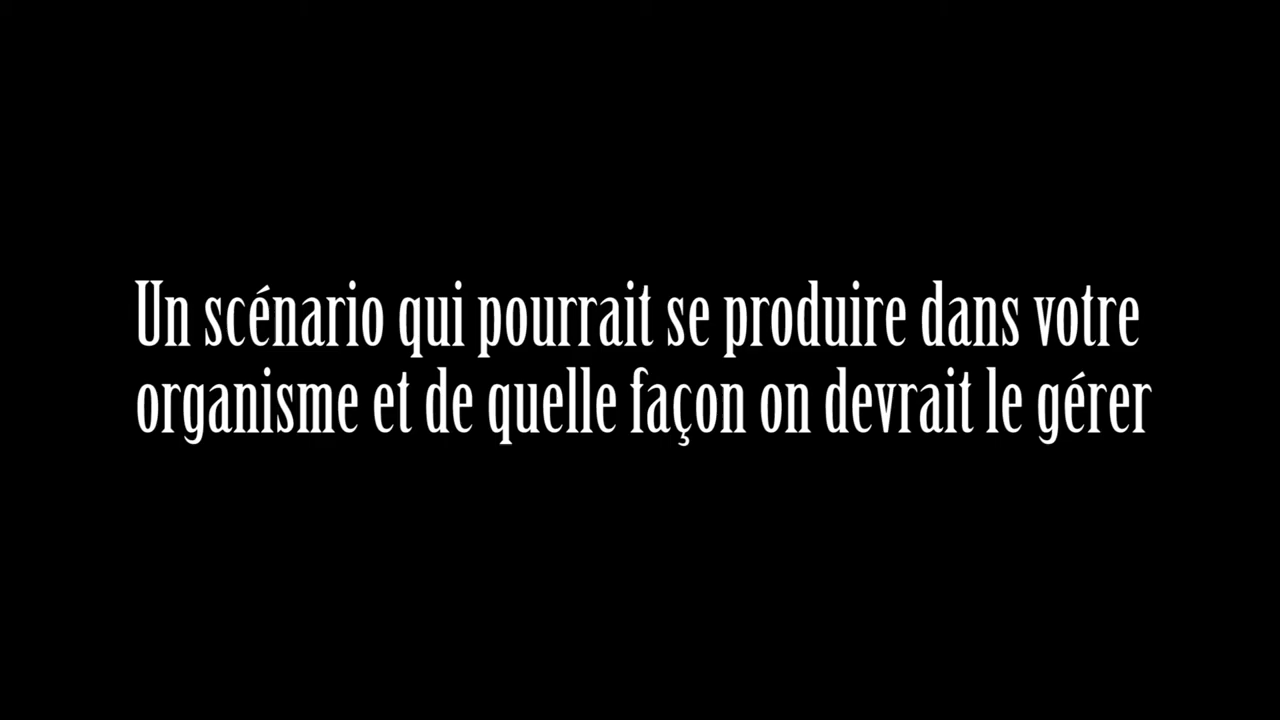 Un scénario qui pourrait se produire dans votre
organisme et de quelle façon on devrait le gérer